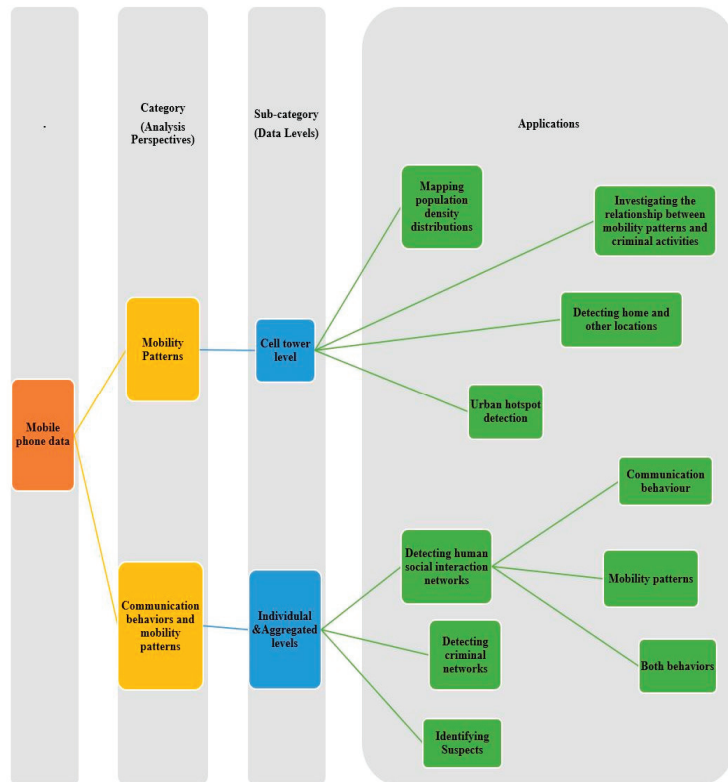 .
Category
(Analysis
Perspectives)
Sub-category
(Data Levels)
Applications
Mobile
phone data
Mobility
Patterns
Communication
behaviors and
mobility
patterns
Cell tower
level
Individulal
&Aggregated
levels
Mapping
population
density
distributions
Investigating the
relationship between
mobility patterns and
criminal activities
Detecting home and
other locations
Urban hotspot
detection
Detecting human
social interaction
networks
Communication
behaviour
Mobility patterns
Both behaviors
Detecting
criminal
networks
Identifying
Suspects